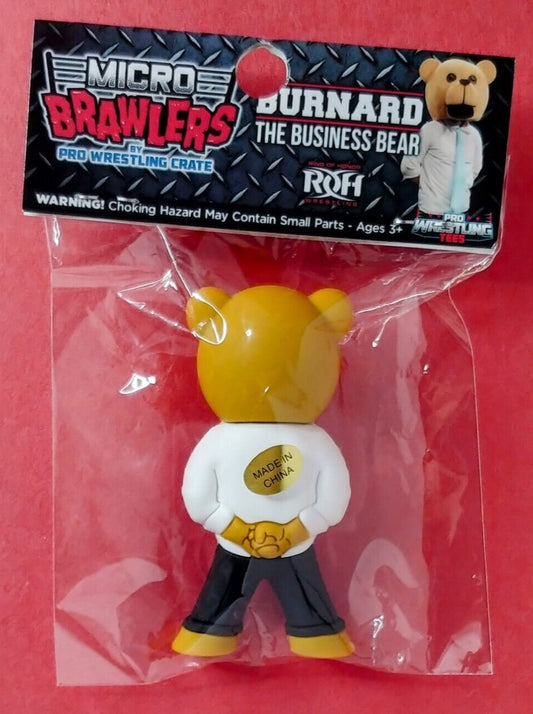 MICRO
BRAWLERS
BY
PRO WRESTLING CRATE
BURNARD
THE BUSINESS BEAR
RING OF HONOR
ROH
WRESTLING
WARNING! Choking Hazard May Contain Small Parts - Ages 3+
PRO
WRESTLING
TEES
MADE IN
CHINA